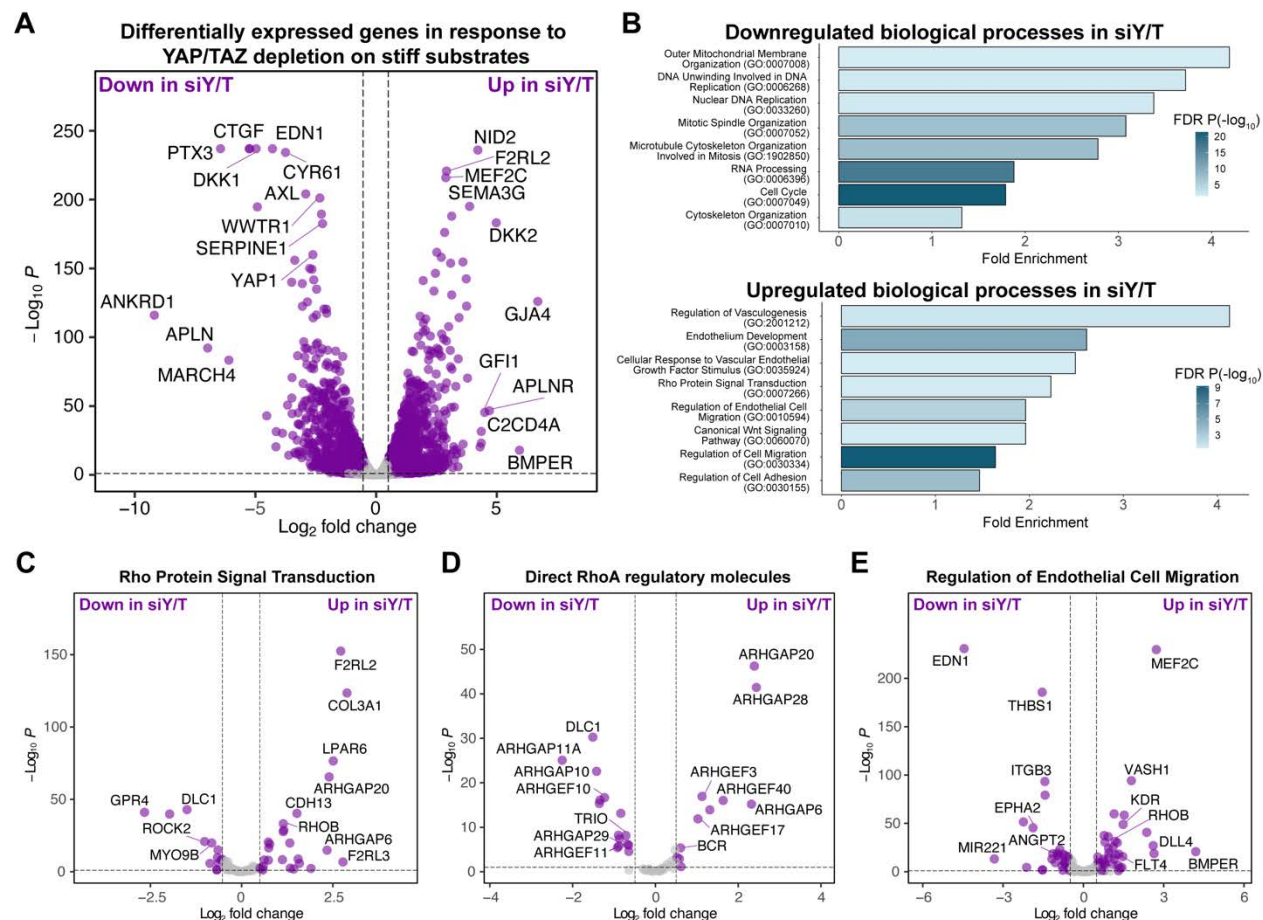 A
Differentially expressed genes in response to
YAP/TAZ depletion on stiff substrates
Down in siY/T
Up in siY/T
CTGF
EDN1
PTX3
DKK1
CYR61
AXL
WWTR1
SERPINE1
YAP1
ANKRD1
APLN
MARCH4
NID2
F2RL2
MEF2C
SEMA3G
DKK2
GJA4
GFI1
APLNR
C2CD4A
BMPER
250
200
150
100
50
0
−Log10 P
−10
−5
0
5
Log2 fold change
B
Downregulated biological processes in siY/T
Outer Mitochondrial Membrane
Organization (GO:0007008)
DNA Unwinding Involved in DNA
Replication (GO:0006268)
Nuclear DNA Replication
(GO:0033260)
Mitotic Spindle Organization
(GO:0007052)
Microtubule Cytoskeleton Organization
Involved in Mitosis (GO:1902850)
RNA Processing
(GO:0006396)
Cell Cycle
(GO:0007049)
Cytoskeleton Organization
(GO:0007010)
0
1
2
3
4
Fold Enrichment
FDR P(-log10)
20
15
10
5
Upregulated biological processes in siY/T
Regulation of Vasculogenesis
(GO:2001212)
Endothelium Development
(GO:0003158)
Cellular Response to Vascular Endothelial
Growth Factor Stimulus (GO:0035924)
Rho Protein Signal Transduction
(GO:0007266)
Regulation of Endothelial Cell
Migration (GO:0010594)
Canonical Wnt Signaling
Pathway (GO:0060070)
Regulation of Cell Migration
(GO:0030334)
Regulation of Cell Adhesion
(GO:0030155)
0
1
2
3
4
Fold Enrichment
FDR P(-log10)
9
7
5
3
C
Rho Protein Signal Transduction
Down in siY/T
Up in siY/T
F2RL2
COL3A1
LPAR6
ARHGAP20
CDH13
RHOB
ARHGAP6
F2RL3
GPR4
DLC1
ROCK2
MYO9B
150
100
50
0
−Log10 P
−2.5
0
2.5
Log2 fold change
D
Direct RhoA regulatory molecules
Down in siY/T
Up in siY/T
ARHGAP20
ARHGAP28
DLC1
ARHGAP11A
ARHGAP10
ARHGEF10
TRIO
ARHGAP29
ARHGEF11
ARHGEF3
ARHGEF40
ARHGAP6
ARHGEF17
BCR
50
40
30
20
10
0
−Log10 P
−4
−2
0
2
4
Log2 fold change
E
Regulation of Endothelial Cell Migration
Down in siY/T
Up in siY/T
EDN1
MEF2C
THBS1
ITGB3
VASH1
KDR
EPHA2
RHOB
ANGPT2
DLL4
MIR221
FLT4
BMPER
200
150
100
50
0
−Log10 P
−6
−3
0
3
6
Log2 fold change